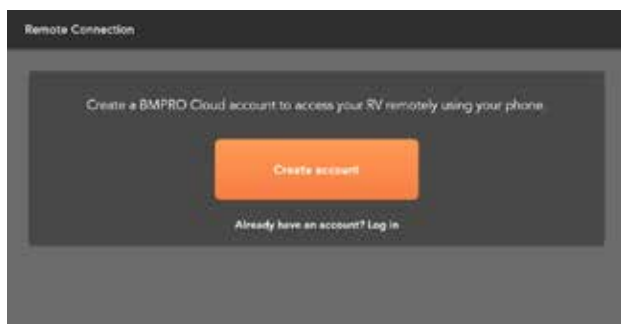 Remote Connection
Create a BMPRO Cloud account to access your RV remotely using your phone.
Create account
Already have an account? Log in